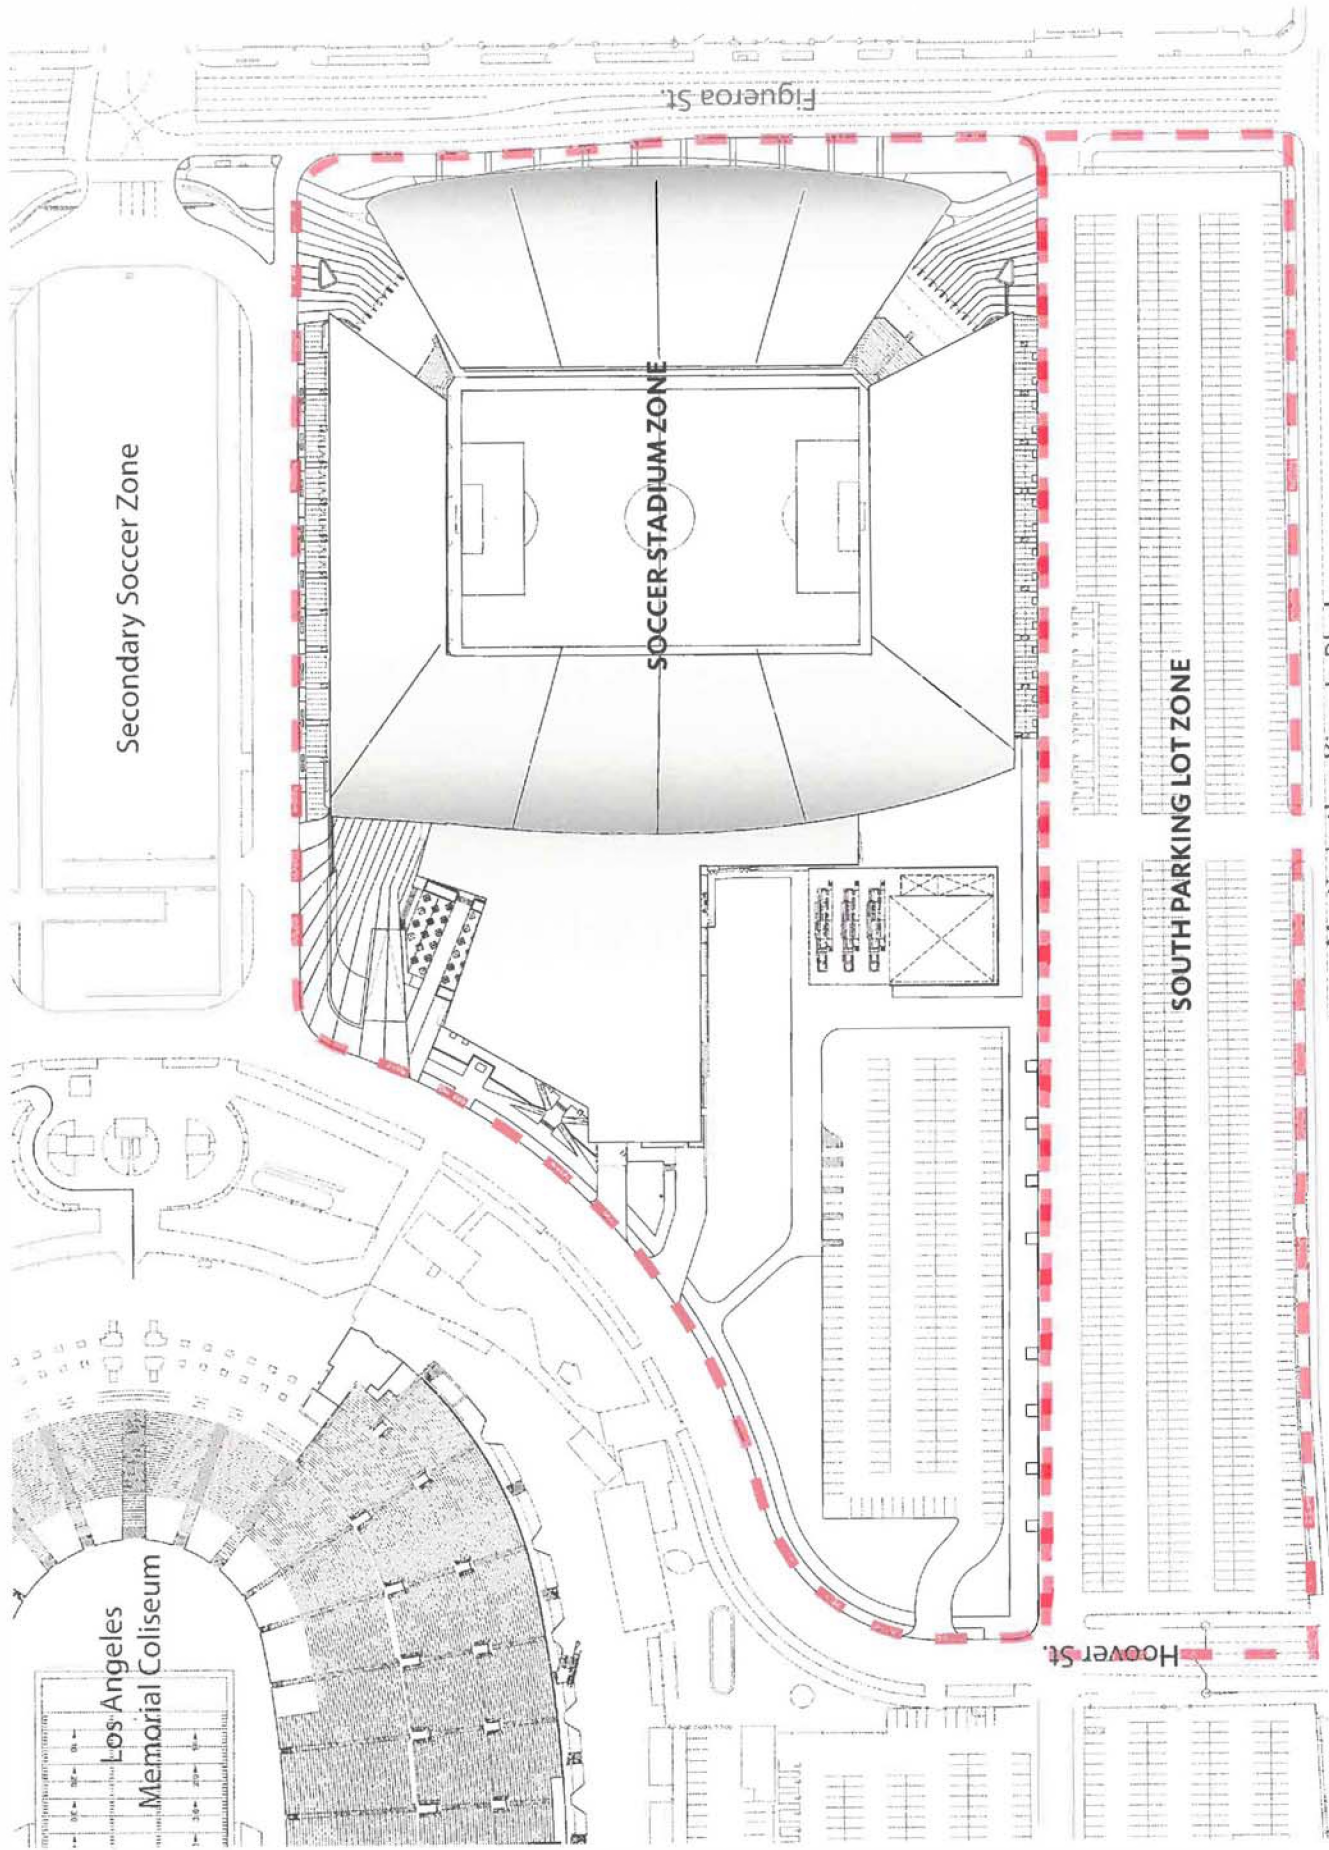 Figueroa St.
Secondary Soccer Zone
SOCCER STADIUM ZONE
SOUTH PARKING LOT ZONE
Los Angeles
Memorial Coliseum
Hoover St.